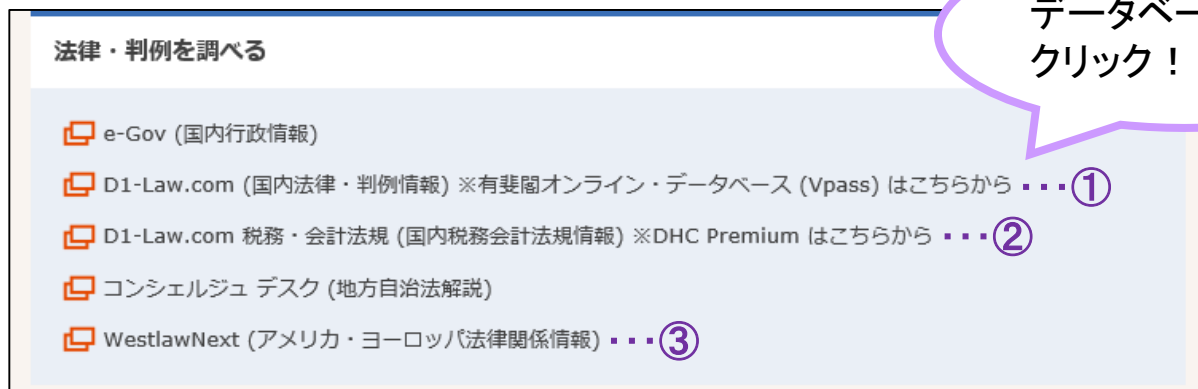 データベー
クリック！
法律・判例を調べる
e-Gov (国内行政情報)
D1-Law.com (国内法律・判例情報) ※有斐閣オンライン・データベース (Vpass) はこちらから ・・・①
D1-Law.com 税務・会計法規 (国内税務会計法規情報) ※DHC Premium はこちらから ・・・②
コンシェルジュ デスク (地方自治法解説)
WestlawNext (アメリカ・ヨーロッパ法律関係情報) ・・・③